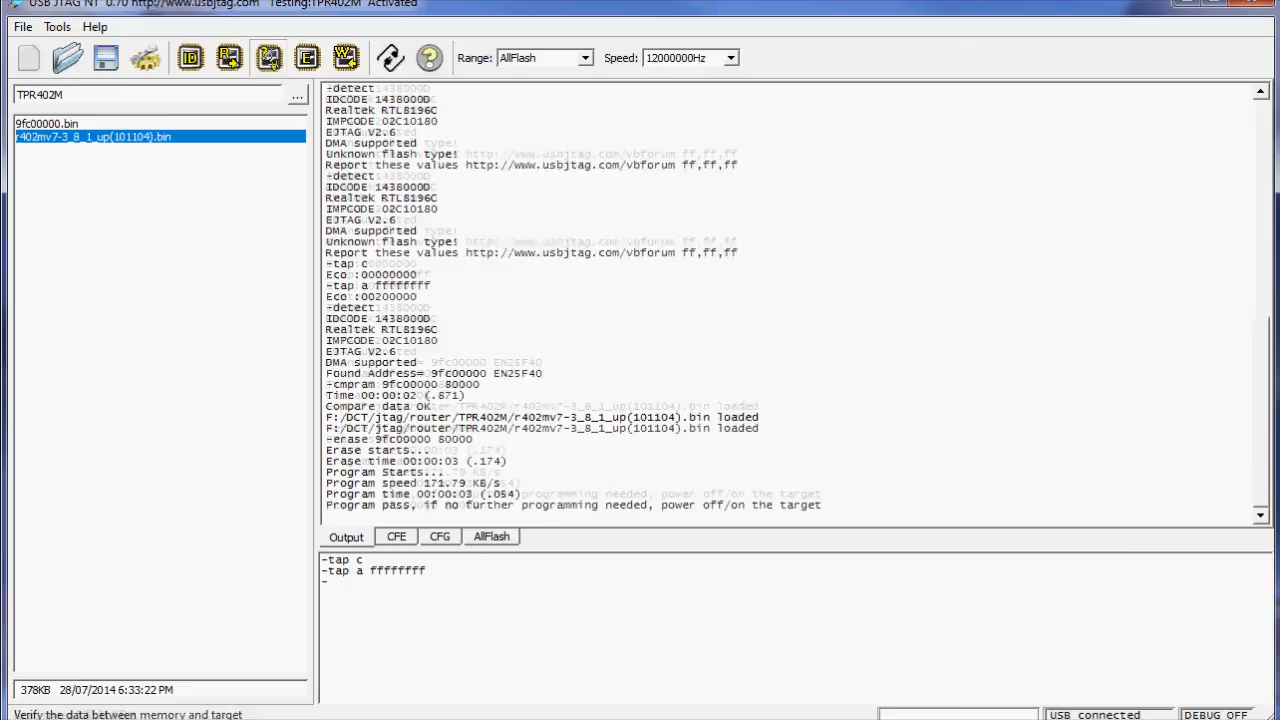 USB JTAG NT 0.70 http://www.usbjtag.com Testing:TPR402M Activated
File Tools Help
ID R E W Range: AllFlash Speed: 12000000Hz
TPR402M ...
9fc00000.bin
r402mv7-3_8_1_up(101104).bin
-detect
IDCODE 1438000D
Realtek RTL8196C
IMPCODE 02C10180
EJTAG V2.6
DMA supported
Unknown flash type!
Report these values http://www.usbjtag.com/vbforum ff,ff,ff
-detect
IDCODE 1438000D
Realtek RTL8196C
IMPCODE 02C10180
EJTAG V2.6
DMA supported
Unknown flash type!
Report these values http://www.usbjtag.com/vbforum ff,ff,ff
-tap c
Eco :00000000
-tap a ffffffff
Eco :00200000
-detect
IDCODE 1438000D
Realtek RTL8196C
IMPCODE 02C10180
EJTAG V2.6
DMA supported
Found Address= 9fc00000 EN25F40
-cmpram 9fc00000 80000
Time 00:00:02 (.871)
Compare data OK
F:/DCT/jtag/router/TPR402M/r402mv7-3_8_1_up(101104).bin loaded
F:/DCT/jtag/router/TPR402M/r402mv7-3_8_1_up(101104).bin loaded
-erase 9fc00000 80000
Erase starts...
Erase time 00:00:03 (.174)
Program Starts...
Program speed 171.79 KB/s
Program time 00:00:03 (.054)
Program pass, if no further programming needed, power off/on the target
Output CFE CFG AllFlash
-tap c
-tap a ffffffff
-
378KB 28/07/2014 6:33:22 PM
Verify the data between memory and target USB connected DEBUG OFF